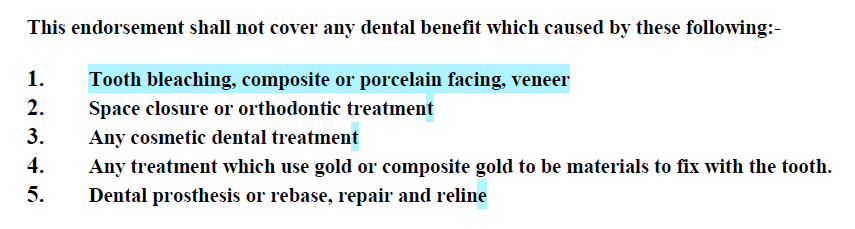 This endorsement shall not cover any dental benefit which caused by these following:-
1. Tooth bleaching, composite or porcelain facing, veneer
2. Space closure or orthodontic treatment
3. Any cosmetic dental treatment
4. Any treatment which use gold or composite gold to be materials to fix with the tooth.
5. Dental prosthesis or rebase, repair and reline